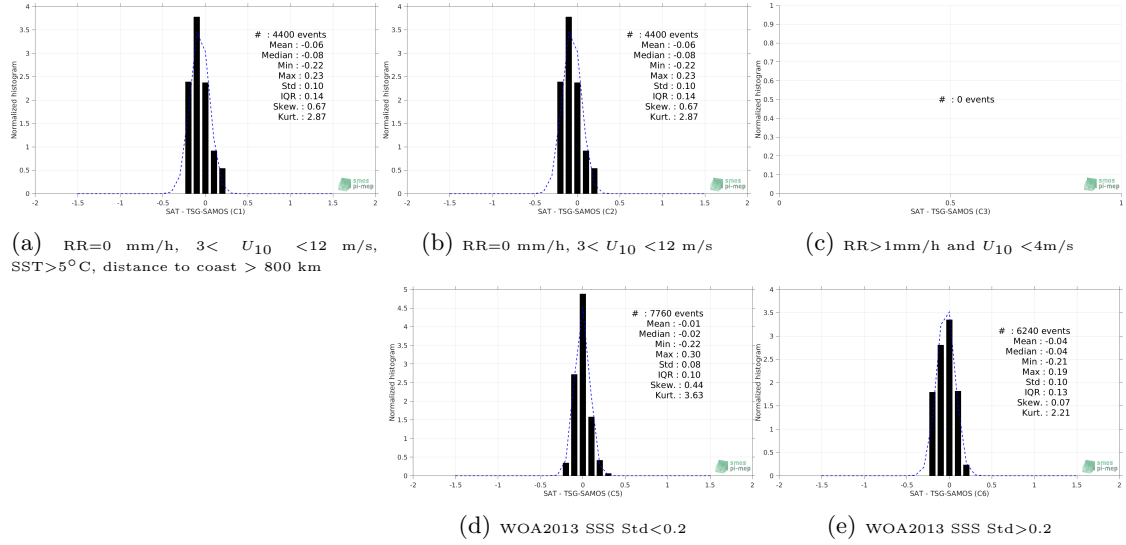 4
3.5
3
2.5
2
1.5
1
0.5
0
Normalized histogram
# : 4400 events
Mean : -0.06
Median : -0.08
Min : -0.22
Max : 0.23
Std : 0.10
IQR : 0.14
Skew. : 0.67
Kurt. : 2.87
smos
pi-mep
-2 -1.5 -1 -0.5 0 0.5 1 1.5 2
SAT - TSG-SAMOS (C1)
(a) RR=0 mm/h, 3< U10 <12 m/s,
SST>5°C, distance to coast > 800 km
4
3.5
3
2.5
2
1.5
1
0.5
0
Normalized histogram
# : 4400 events
Mean : -0.06
Median : -0.08
Min : -0.22
Max : 0.23
Std : 0.10
IQR : 0.14
Skew. : 0.67
Kurt. : 2.87
smos
pi-mep
-2 -1.5 -1 -0.5 0 0.5 1 1.5 2
SAT - TSG-SAMOS (C2)
(b) RR=0 mm/h, 3< U10 <12 m/s
1
0.9
0.8
0.7
0.6
0.5
0.4
0.3
0.2
0.1
0
Normalized histogram
# : 0 events
smos
pi-mep
0 0.5 1
SAT - TSG-SAMOS (C3)
(c) RR>1mm/h and U10 <4m/s
5
4.5
4
3.5
3
2.5
2
1.5
1
0.5
0
Normalized histogram
# : 7760 events
Mean : -0.01
Median : -0.02
Min : -0.22
Max : 0.30
Std : 0.08
IQR : 0.10
Skew. : 0.44
Kurt. : 3.63
smos
pi-mep
-2 -1.5 -1 -0.5 0 0.5 1 1.5 2
SAT - TSG-SAMOS (C5)
(d) WOA2013 SSS Std<0.2
4
3.5
3
2.5
2
1.5
1
0.5
0
Normalized histogram
# : 6240 events
Mean : -0.04
Median : -0.04
Min : -0.21
Max : 0.19
Std : 0.10
IQR : 0.13
Skew. : 0.07
Kurt. : 2.21
smos
pi-mep
-2 -1.5 -1 -0.5 0 0.5 1 1.5 2
SAT - TSG-SAMOS (C6)
(e) WOA2013 SSS Std>0.2